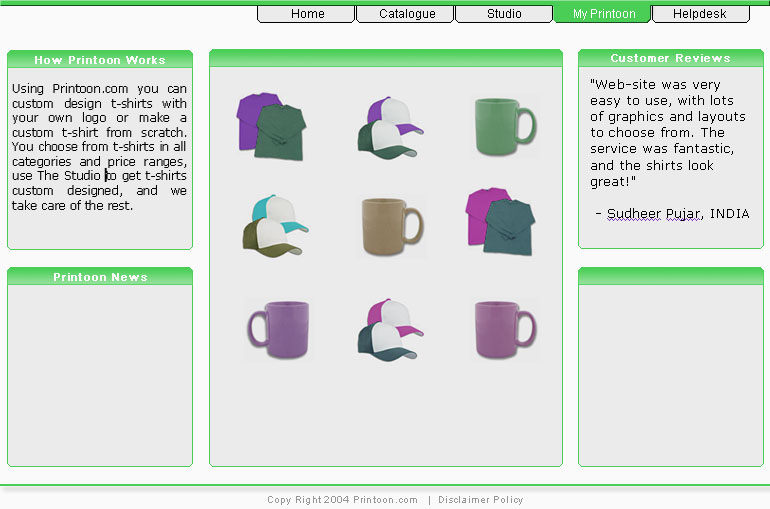 Home Catalogue Studio My Printoon Helpdesk
How Printoon Works
Using Printoon.com you can
custom design t-shirts with
your own logo or make a
custom t-shirt from scratch.
You choose from t-shirts in all
categories and price ranges,
use The Studio to get t-shirts
custom designed, and we
take care of the rest.
Customer Reviews
"Web-site was very
easy to use, with lots
of graphics and layouts
to choose from. The
service was fantastic,
and the shirts look
great!"
- Sudheer Pujar, INDIA
Printoon News
Copy Right 2004 Printoon.com | Disclaimer Policy